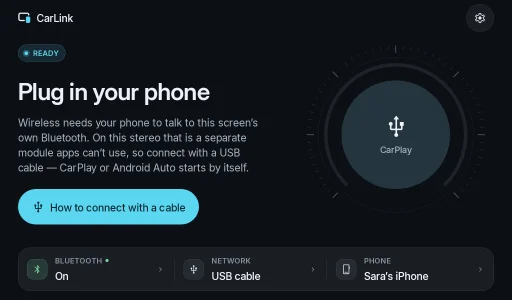 CarLink
READY
Plug in your phone
Wireless needs your phone to talk to this screen’s
own Bluetooth. On this stereo that is a separate
module apps can’t use, so connect with a USB
cable — CarPlay or Android Auto starts by itself.
How to connect with a cable
CarPlay
BLUETOOTH
On
NETWORK
USB cable
PHONE
Sara’s iPhone